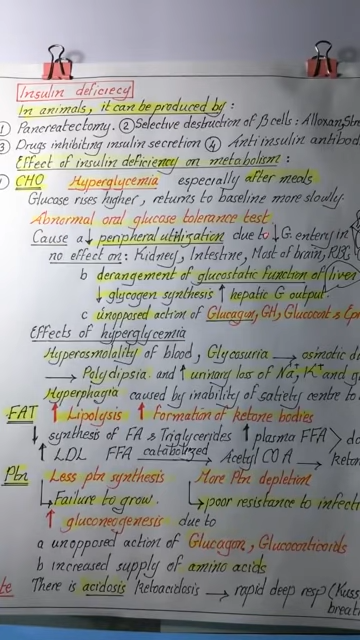 Insulin deficiecy
In animals, it can be produced by:
① Pancreatectomy. ② Selective destruction of β cells: Alloxan, Stre
③ Drugs inhibiting insulin secretion ④ Anti insulin antibod
Effect of insulin deficiency on metabolism:
CHO Hyperglycemia especially after meals
Glucose rises higher, returns to baseline more slowly.
Abnormal oral glucose tolerance test
Cause a ↓ peripheral utilization due to ↓ G. entery in
no effect on: Kidney, Intestine, Most of brain, RBC
b derangement of glucostatic function of liver
↓ glycogen synthesis ↑ hepatic G output.
c unopposed action of Glucagon, GH, Glucocort &
Effects of hyperglycemia
Hyperosmolality of blood, Glycosuria → osmotic d
→ Polydipsia and ↑ urinary loss of Na⁺, K⁺ and
Hyperphagia caused by inability of satiety centre to
FAT ↑ Lipolysis ↑ formation of ketone bodies
↓ synthesis of FA & Triglycerides ↑ plasma FFA > d
↑ LDL FFA catabolized → Acetyl COA → ketor
Ptn Less ptn synthesis More Ptn depletion
↳ Failure to grow. ↳ poor resistance to infecti
↑ gluconeogenesis due to
a unopposed action of Glucagon, Glucocorticoids
b increased supply of amino acids
te There is acidosis ketoacidosis → rapid deep resp (Kuss
breath